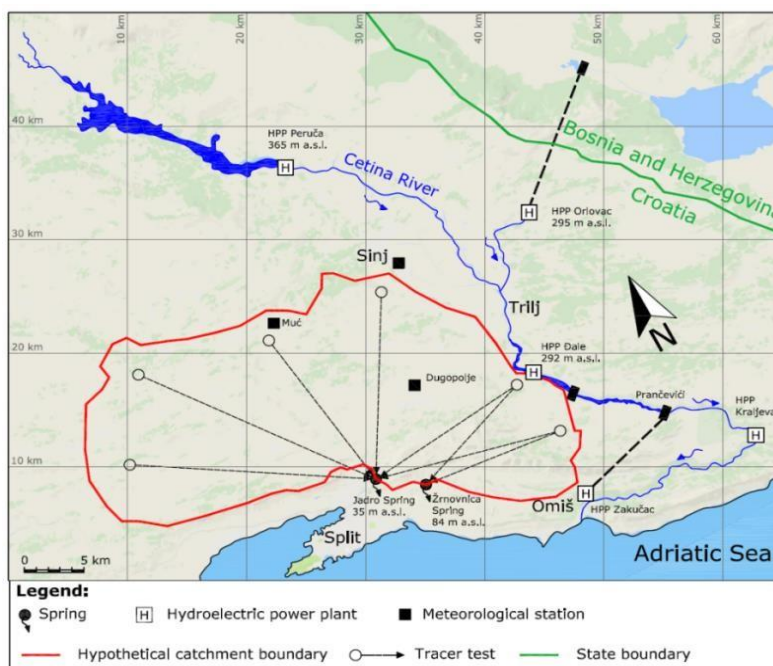 10 km
20 km
30 km
40 km
50 km
60 km
40 km
30 km
20 km
10 km
HPP Peruča
365 m a.s.l.
Cetina River
Bosnia and Herzegovina
Croatia
HPP Orlovac
295 m a.s.l.
Sinj
Trilj
Muć
N
HPP Đale
292 m a.s.l.
Dugopolje
Prančevići
HPP
Kraljeva
Jadro Spring
35 m a.s.l.
Žrnovnica
Spring
84 m a.s.l.
Omiš
HPP Zakučac
Split
Adriatic Sea
0 5 km
Legend:
Spring
H Hydroelectric power plant
Meteorological station
Hypothetical catchment boundary
Tracer test
State boundary
H
H
H
H
H